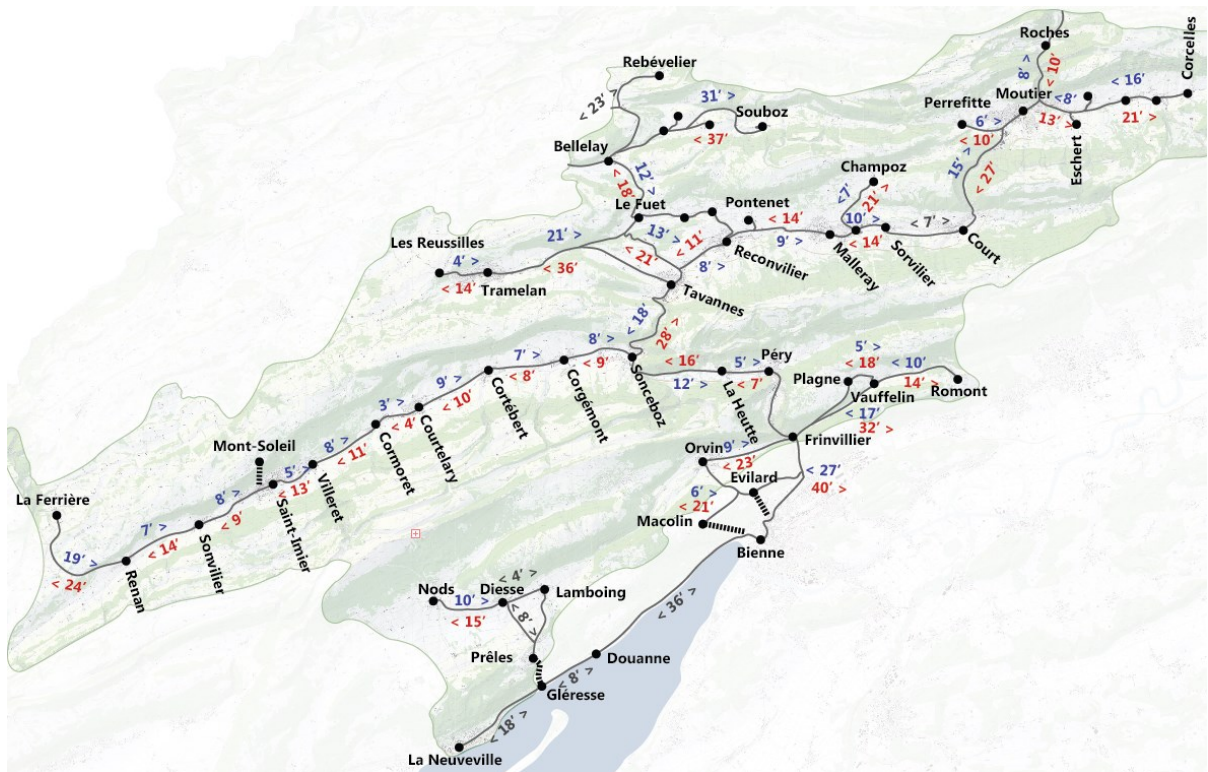 Roches
Corcelles
Rebévelier
8’ >
< 10’
< 16’
31’ >
Souboz
Moutier
<8’
< 23’ >
Perrefitte
6’ >
13’ >
21’ >
< 10’
< 37’
Bellelay
Eschert
15’ >
< 27’
12’ >
< 18’
Champoz
<7’
21’ >
Le Fuet
Pontenet
< 14’
10’ >
< 7’ >
21’ >
13’ >
< 11’
9’ >
< 14’
Les Reussilles
4’ >
< 21’
Reconvilier
Malleray
Sorvilier
Court
< 36’
8’ >
< 14’
Tramelan
Tavannes
< 18’
28’ >
8’ >
7’ >
< 9’
< 16’
5’ >
Péry
5’ >
< 18’
< 10’
9’ >
< 8’
12’ >
< 7’
Plagne
14’ >
Romont
Vauffelin
< 10’
Cortébert
Corgémont
Sonceboz
La Heutte
3’ >
< 4’
< 17’
32’ >
Courtelary
Mont-Soleil
8’ >
< 11’
Cormoret
Orvin
9’ >
< 23’
Frinvillier
5’ >
< 13’
Villeret
Evilard
< 27’
40’ >
La Ferrière
8’ >
< 9’
Saint-Imier
6’ >
< 21’
Macolin
7’ >
< 14’
Sonvilier
Bienne
19’ >
< 24’
Renan
< 4’ >
Nods
10’ >
Diesse
Lamboing
< 15’
< 8’ >
< 36’ >
Prêles
Douanne
< 8’ >
Gléresse
< 18’ >
La Neuveville